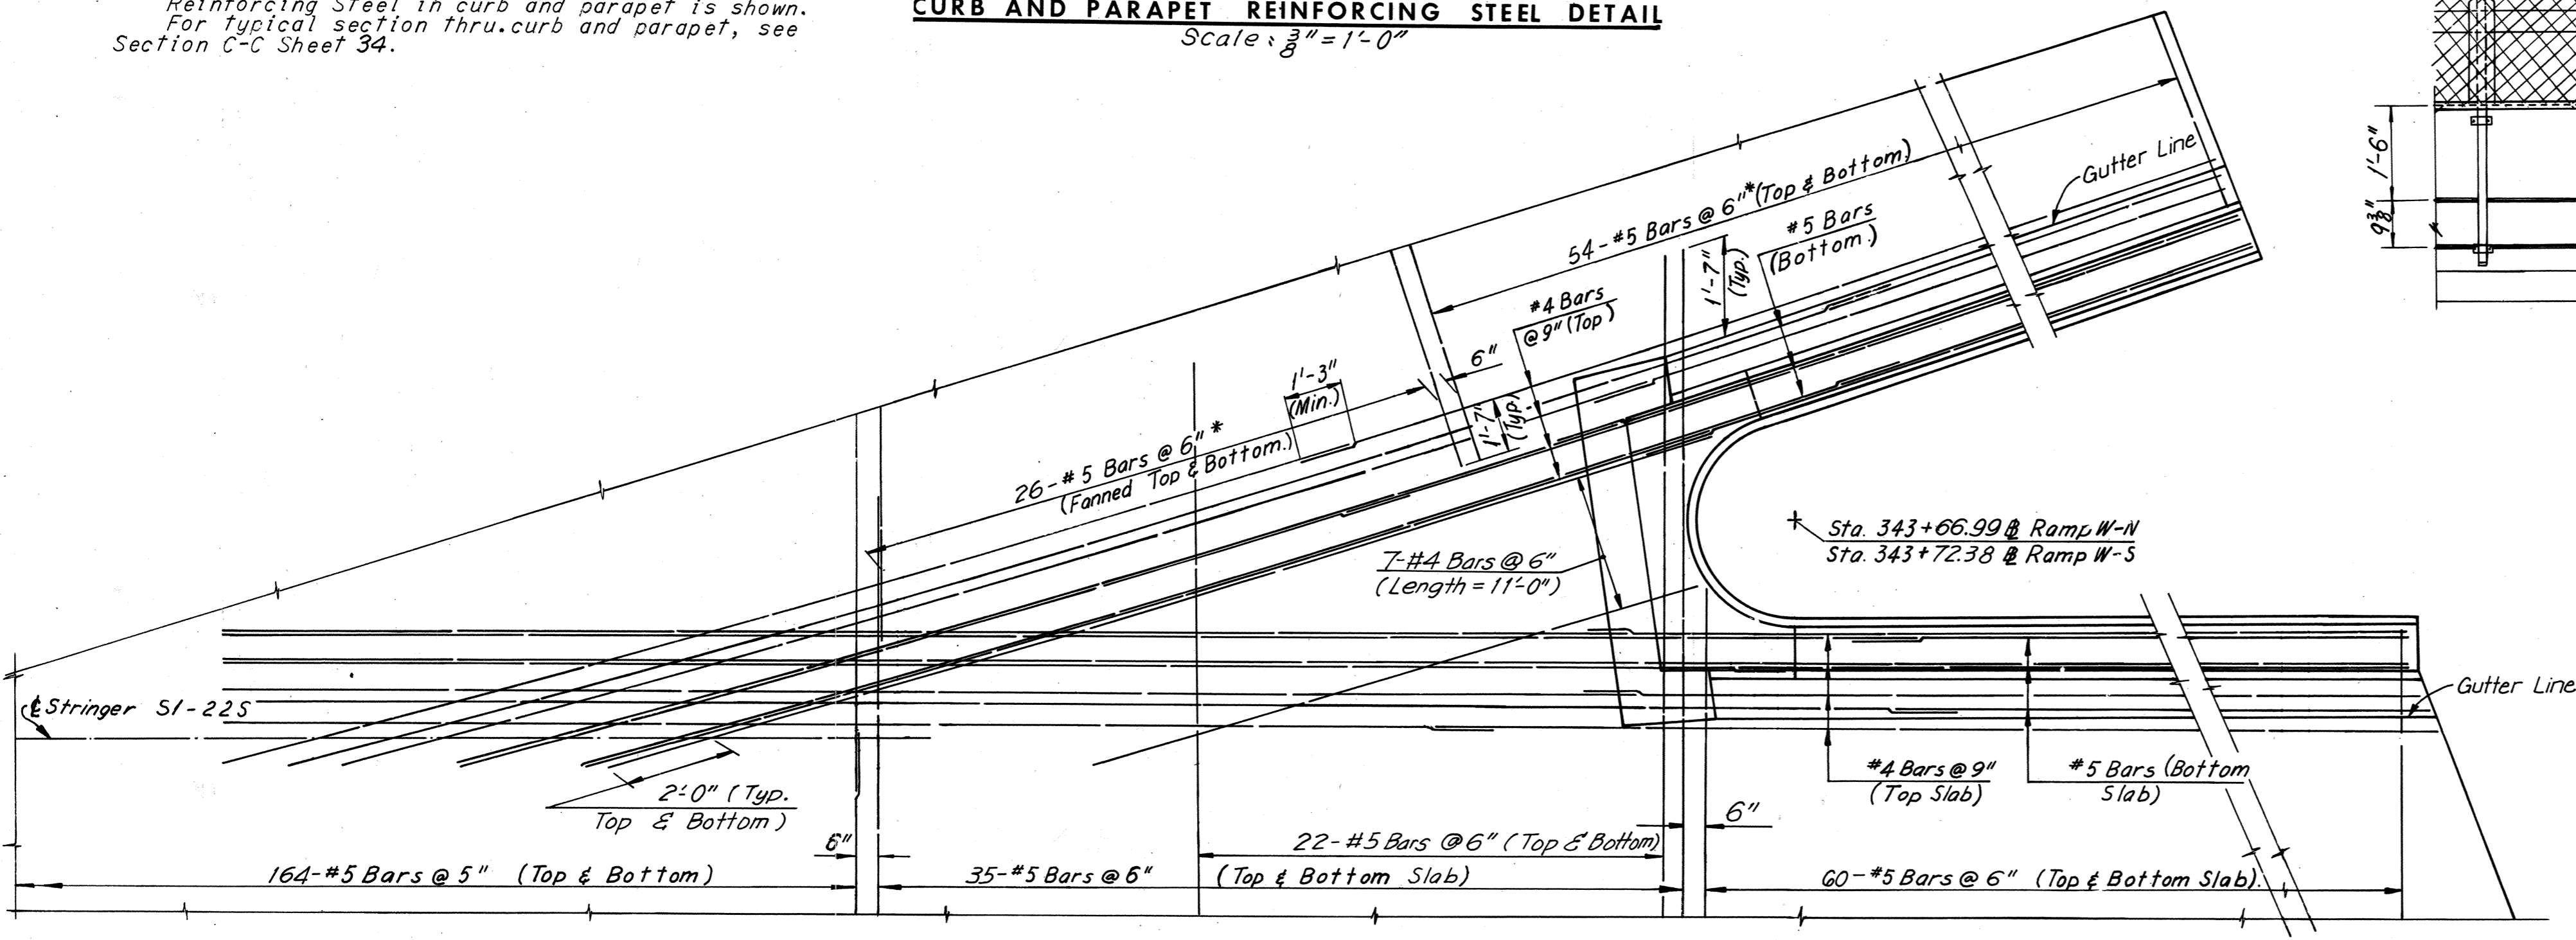 Reinforcing Steel in curb and parapet is shown.
For typical section thru. curb and parapet, see
Section C-C Sheet 34.
CURB AND PARAPET REINFORCING STEEL DETAIL
Scale: 3/8" = 1'-0"
1'-6"
9 3/8"
Gutter Line
54-#5 Bars @ 6"* (Top & Bottom)
#5 Bars
(Bottom)
1'-7"
(Typ.)
#4 Bars
@ 9" (Top)
6"
1'-3"
(Min.)
1'-7"
(Typ.)
26-#5 Bars @ 6"*
(Fanned Top & Bottom.)
7-#4 Bars @ 6"
(Length = 11'-0")
Sta. 343+66.99 ⅊ Ramp W-N
Sta. 343+72.38 ⅊ Ramp W-S
℄ Stringer S1-22S
Gutter Line
2'-0" (Typ.
Top & Bottom)
#4 Bars @ 9"
(Top Slab)
#5 Bars (Bottom
Slab)
6"
6"
22-#5 Bars @ 6" (Top & Bottom)
164-#5 Bars @ 5" (Top & Bottom)
35-#5 Bars @ 6" (Top & Bottom Slab)
60-#5 Bars @ 6" (Top & Bottom Slab).